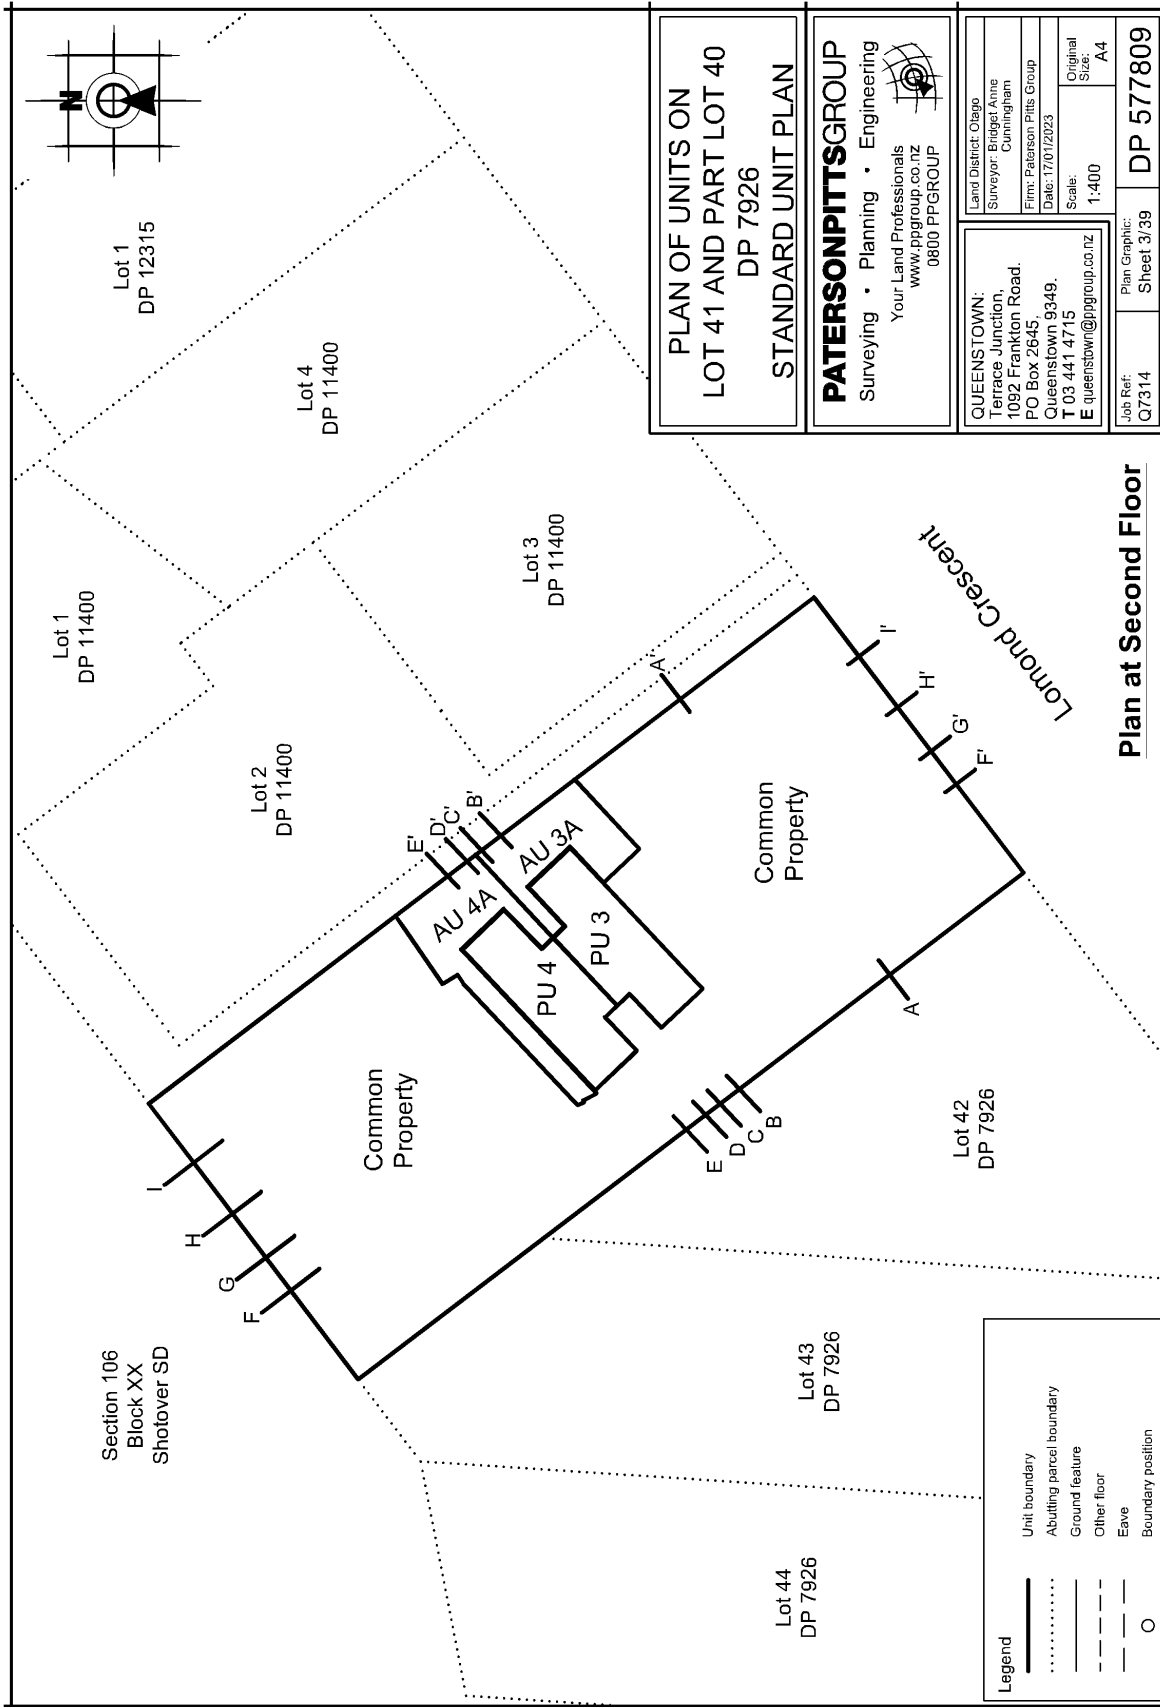 N
Lot 1
DP 12315
Lot 4
DP 11400
Lot 1
DP 11400
Lot 3
DP 11400
Lot 2
DP 11400
Section 106
Block XX
Shotover SD
I
H
G
F
Common
Property
E'
D'
C'
B'
A'
AU 4A
AU 3A
PU 4
PU 3
Common
Property
I'
H'
G'
F'
E
D
C
B
A
Lot 42
DP 7926
Lot 43
DP 7926
Lot 44
DP 7926
Lomond Crescent
Plan at Second Floor
Legend
Unit boundary
Abutting parcel boundary
Ground feature
Other floor
Eave
Boundary position
PLAN OF UNITS ON
LOT 41 AND PART LOT 40
DP 7926
STANDARD UNIT PLAN
PATERSONPITTSGROUP
Surveying • Planning • Engineering
Your Land Professionals
www.ppgroup.co.nz
0800 PPGROUP
QUEENSTOWN:
Terrace Junction,
1092 Frankton Road.
PO Box 2645,
Queenstown 9349.
T 03 441 4715
E queenstown@ppgroup.co.nz
Land District: Otago
Surveyor: Bridget Anne
Cunningham
Firm: Paterson Pitts Group
Date: 17/01/2023
Scale:
1:400
Original
Size:
A4
Job Ref:
Q7314
Plan Graphic:
Sheet 3/39
DP 577809